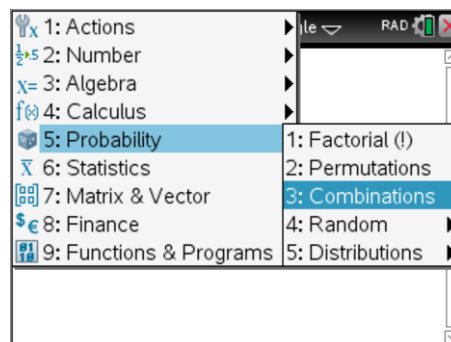 1: Actions
2: Number
3: Algebra
4: Calculus
5: Probability
6: Statistics
7: Matrix & Vector
8: Finance
9: Functions & Programs
RAD
1: Factorial (!)
2: Permutations
3: Combinations
4: Random
5: Distributions